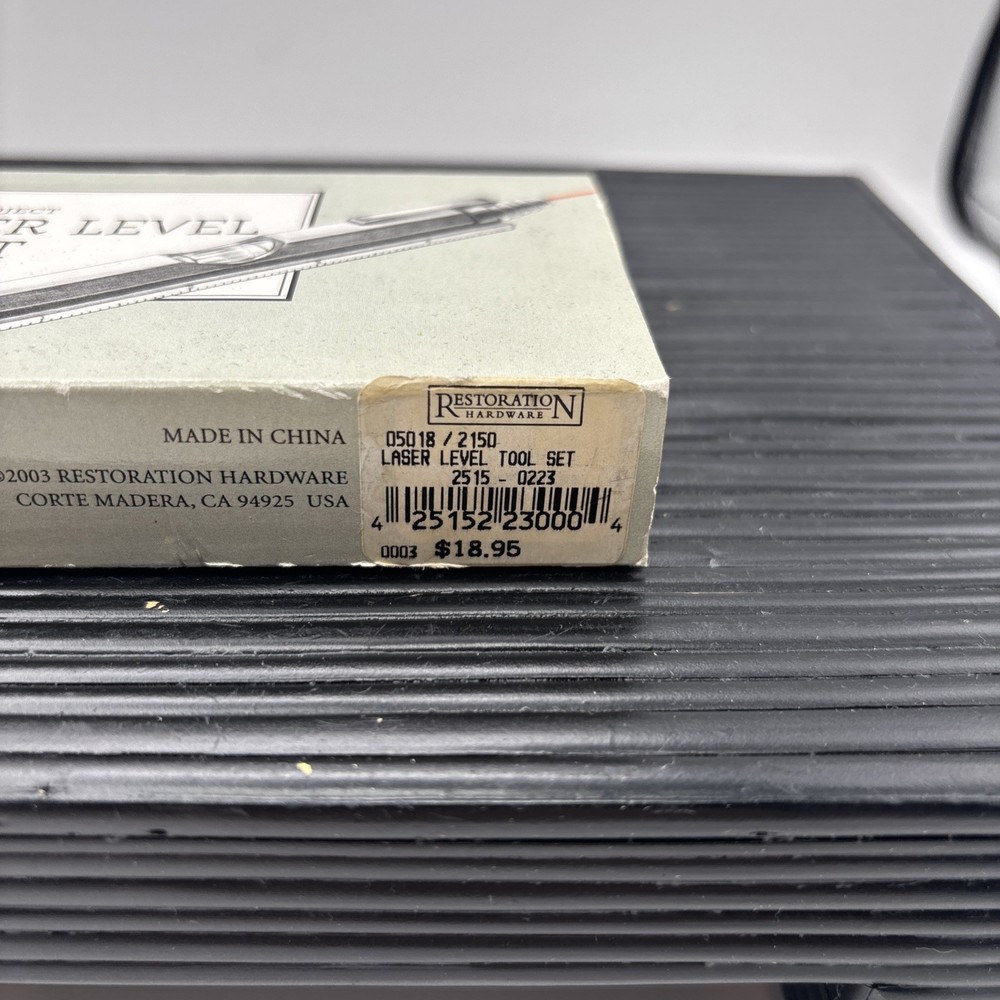 JECT
ER LEVEL
T
MADE IN CHINA
©2003 RESTORATION HARDWARE
CORTE MADERA, CA 94925 USA
RESTORATION
HARDWARE
05018 / 2150
LASER LEVEL TOOL SET
2515 - 0223
4 25152 23000 4
0003 $18.95